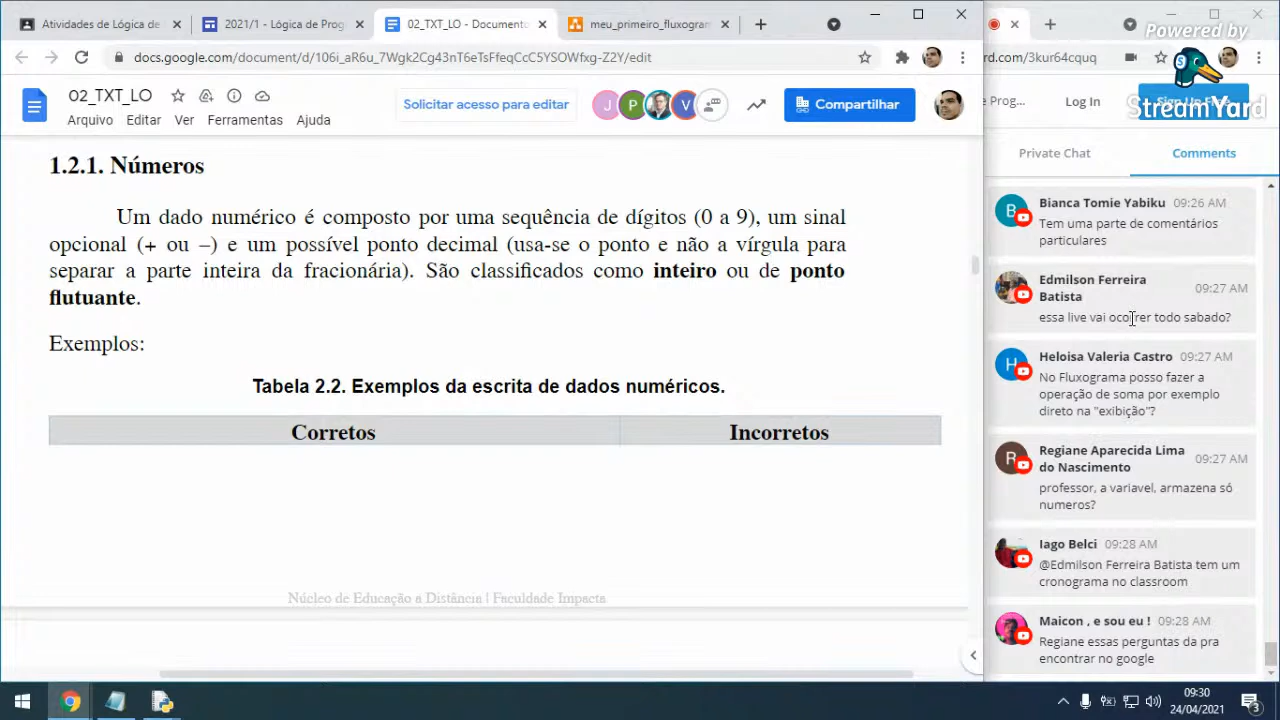 Atividades de Lógica de
2021/1 - Lógica de Prog
02_TXT_LO - Documento
meu_primeiro_fluxogram
docs.google.com/document/d/106i_aR6u_7Wgk2Cg43nT6erFfeqCcC5YSOWfxg-Z2Y/edit
02_TXT_LO
Arquivo Editar Ver Ferramentas Ajuda
Solicitar acesso para editar
J P V
Compartilhar
1.2.1. Números
Um dado numérico é composto por uma sequência de dígitos (0 a 9), um sinal
opcional (+ ou –) e um possível ponto decimal (usa-se o ponto e não a vírgula para
separar a parte inteira da fracionária). São classificados como inteiro ou de ponto
flutuante.
Exemplos:
Tabela 2.2. Exemplos da escrita de dados numéricos.
Corretos Incorretos
Núcleo de Educação a Distância | Faculdade Impacta
Powered by
StreamYard
rd.com/3kur64cquq
e Prog... Log In
Private Chat Comments
B
Bianca Tomie Yabiku 09:26 AM
Tem uma parte de comentários
particulares
Edmilson Ferreira
Batista 09:27 AM
essa live vai ocorrer todo sabado?
H
Heloisa Valeria Castro 09:27 AM
No Fluxograma posso fazer a
operação de soma por exemplo
direto na "exibição"?
R
Regiane Aparecida Lima
do Nascimento 09:27 AM
professor, a variavel, armazena só
numeros?
Iago Belci 09:28 AM
@Edmilson Ferreira Batista tem um
cronograma no classroom
Maicon , e sou eu ! 09:28 AM
Regiane essas perguntas da pra
encontrar no google
09:30
24/04/2021
3